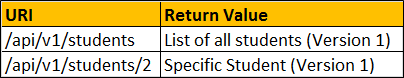 URI Return Value
/api/v1/students List of all students (Version 1)
/api/v1/students/2 Specific Student (Version 1)